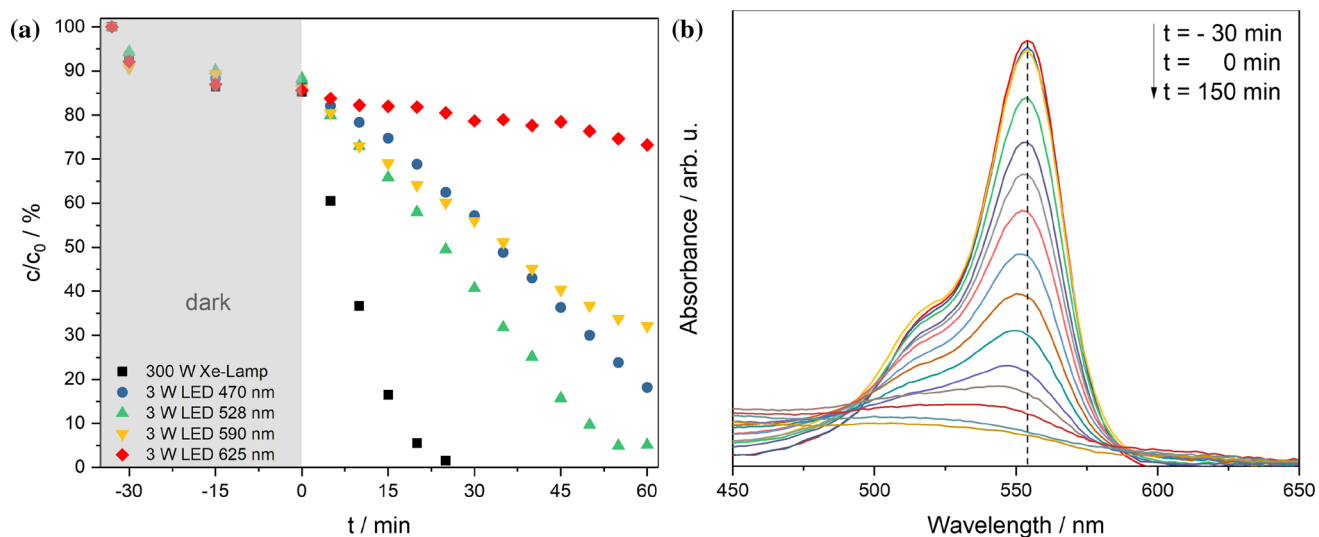 (a)
c/c₀ / %
100
90
80
70
60
50
40
30
20
10
0
dark
300 W Xe-Lamp
3 W LED 470 nm
3 W LED 528 nm
3 W LED 590 nm
3 W LED 625 nm
-30 -15 0 15 30 45 60
t / min
(b)
t = - 30 min
t = 0 min
t = 150 min
Absorbance / arb. u.
450 500 550 600 650
Wavelength / nm